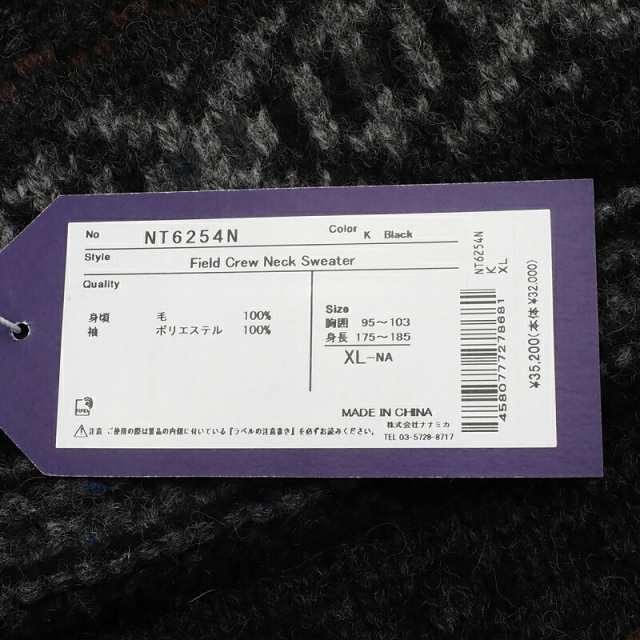 No NT6254N Color K Black
Style Field Crew Neck Sweater
Quality
身頃 毛 100%
袖 ポリエステル 100%
Size
胸囲 95～103
身長 175～185
XL-NA
MADE IN CHINA
⚠注意 ご使用の際は製品の内側に付いている『ラベルの注意書き』を必ずお読みください。
株式会社ナナミカ
TEL 03-5728-8717
NT6254N
K
XL
4580777278681
¥35,200(本体 ¥32,000)